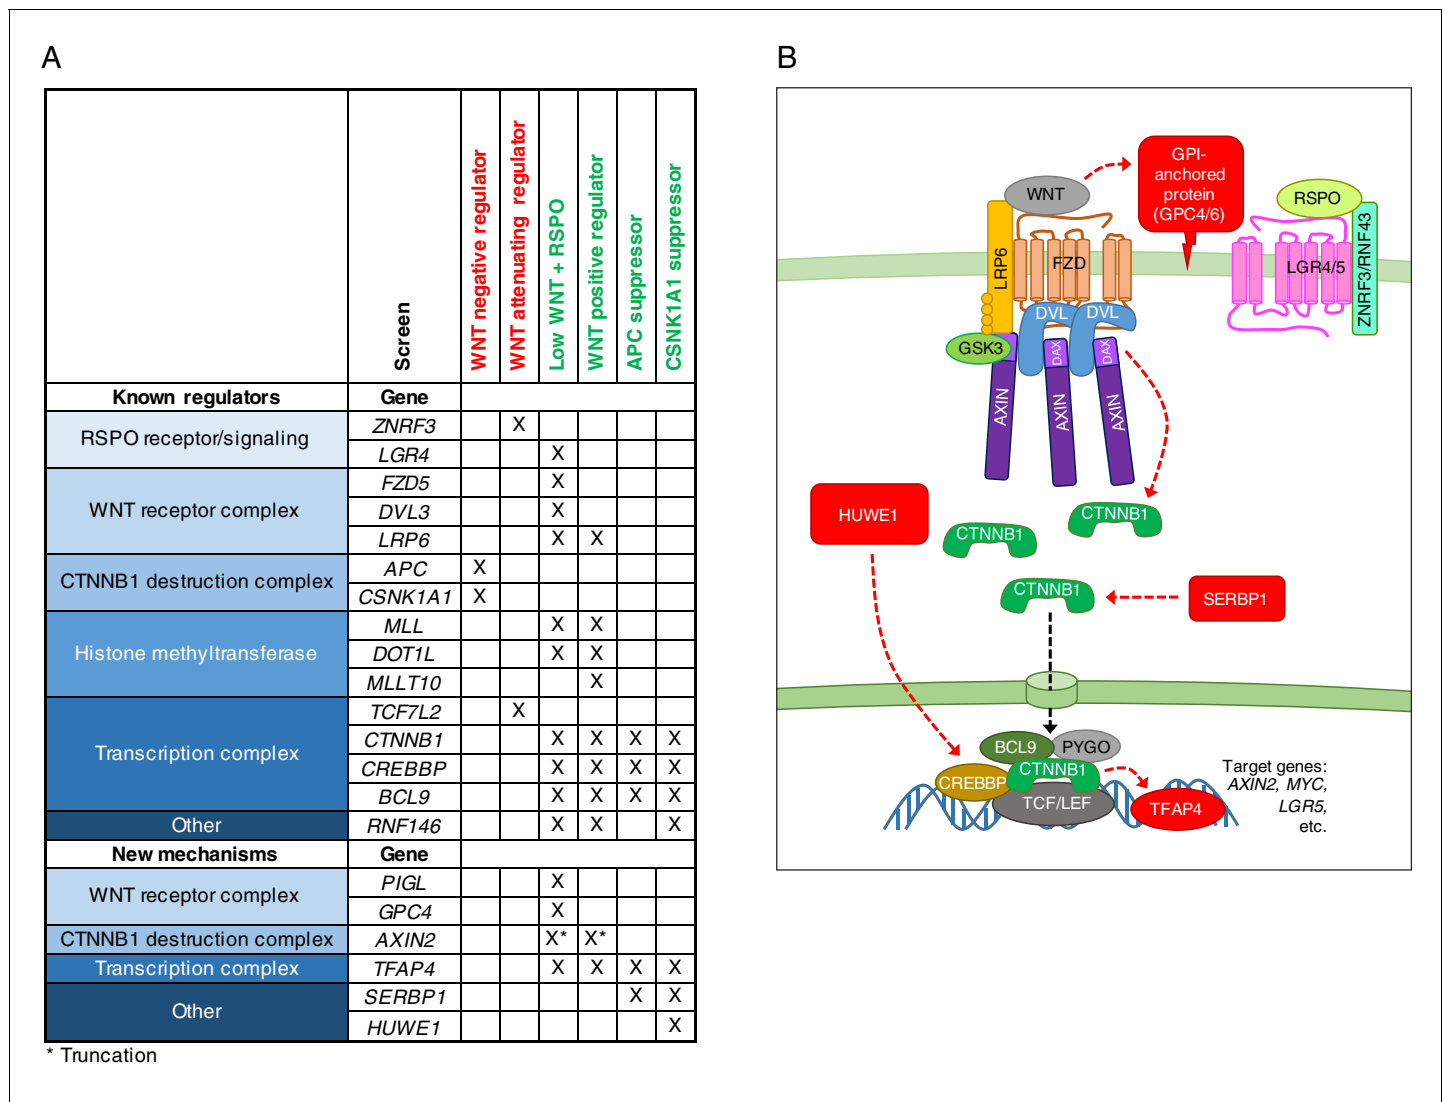 A
Screen
WNT negative regulator
WNT attenuating regulator
Low WNT + RSPO
WNT positive regulator
APC suppressor
CSNK1A1 suppressor
Known regulators Gene
RSPO receptor/signaling
ZNRF3 X
LGR4 X
WNT receptor complex
FZD5 X
DVL3 X
LRP6 X X
CTNNB1 destruction complex
APC X
CSNK1A1 X
Histone methyltransferase
MLL X X
DOT1L X X
MLLT10 X
Transcription complex
TCF7L2 X
CTNNB1 X X X X
CREBBP X X X X
BCL9 X X X X
Other RNF146 X X X
New mechanisms Gene
WNT receptor complex
PIGL X
GPC4 X
CTNNB1 destruction complex AXIN2 X* X*
Transcription complex TFAP4 X X X X
Other
SERBP1 X X
HUWE1 X
* Truncation
B
GPI-
anchored
protein
(GPC4/6)
WNT
RSPO
LRP6
FZD
LGR4/5
ZNRF3/RNF43
DVL
DVL
GSK3
DAX
DAX
AXIN
AXIN
AXIN
HUWE1
CTNNB1
CTNNB1
CTNNB1
SERBP1
BCL9
PYGO
CREBBP
CTNNB1
TCF/LEF
TFAP4
Target genes:
AXIN2, MYC,
LGR5,
etc.